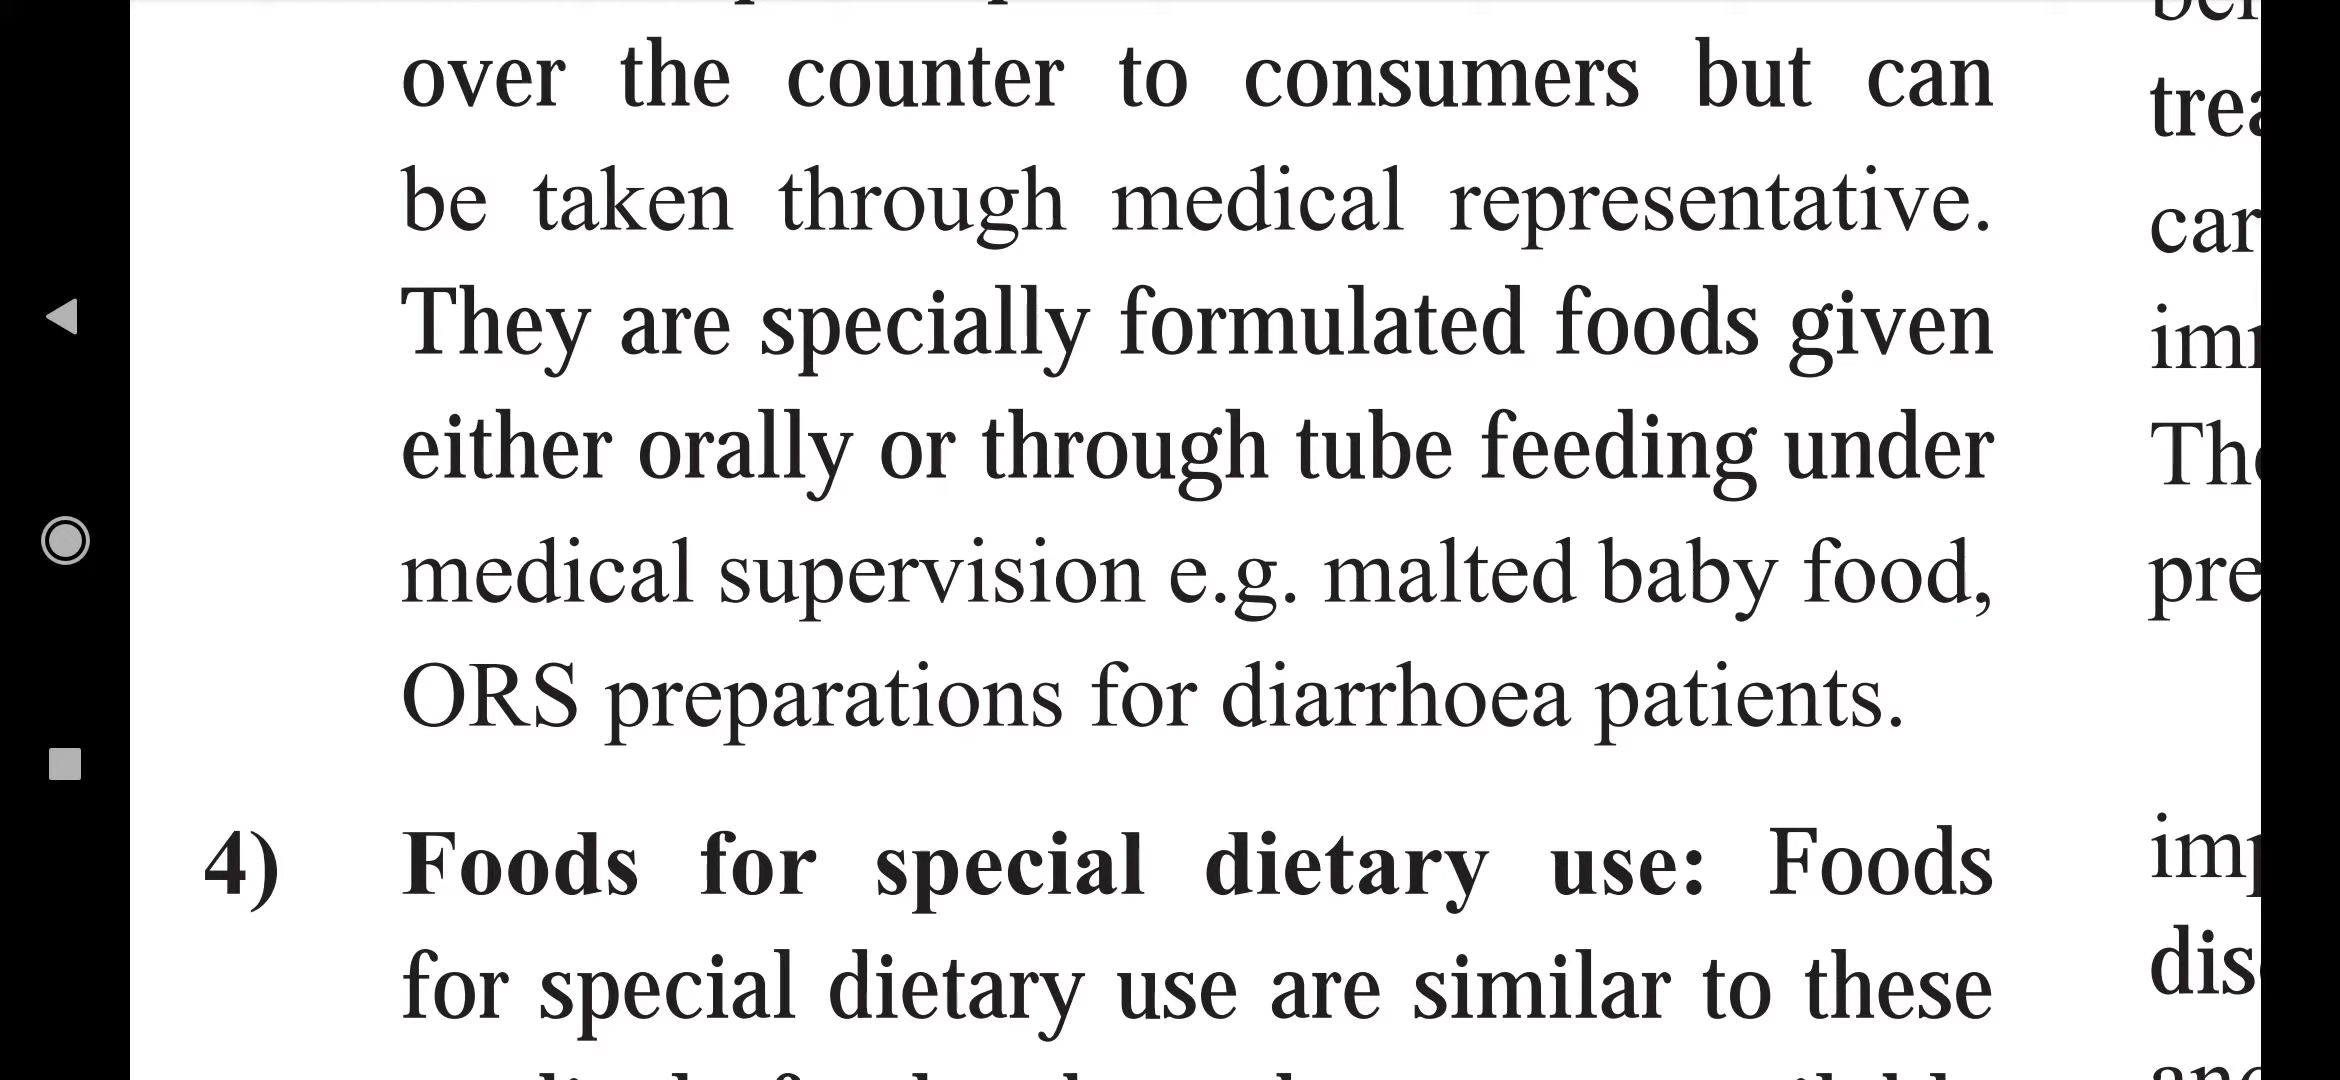 over the counter to consumers but can
be taken through medical representative.
They are specially formulated foods given
either orally or through tube feeding under
medical supervision e.g. malted baby food,
ORS preparations for diarrhoea patients.
4) Foods for special dietary use: Foods
for special dietary use are similar to these